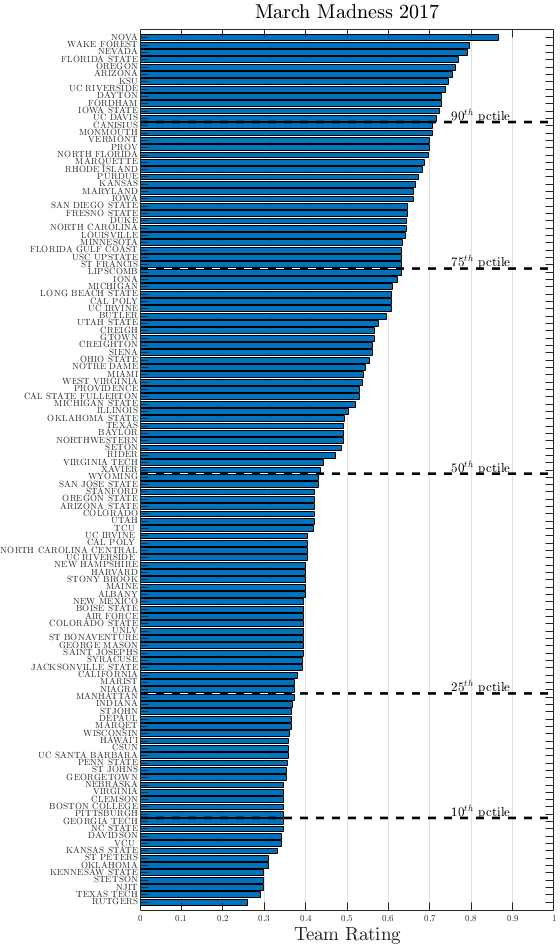 March Madness 2017
NOVA
WAKE FOREST
NEVADA
FLORIDA STATE
OREGON
ARIZONA
KSU
UC RIVERSIDE
DAYTON
FORDHAM
IOWA STATE
UC DAVIS
90th pctile
CANISIUS
MONMOUTH
VERMONT
PROV
NORTH FLORIDA
MARQUETTE
RHODE ISLAND
PURDUE
KANSAS
MARYLAND
IOWA
SAN DIEGO STATE
FRESNO STATE
DUKE
NORTH CAROLINA
LOUISVILLE
MINNESOTA
FLORIDA GULF COAST
USC UPSTATE
ST FRANCIS
75th pctile
LIPSCOMB
IONA
MICHIGAN
LONG BEACH STATE
CAL POLY
UC IRVINE
BUTLER
UTAH STATE
CREIGH
GTOWN
CREIGHTON
SIENA
OHIO STATE
NOTRE DAME
MIAMI
WEST VIRGINIA
PROVIDENCE
CAL STATE FULLERTON
MICHIGAN STATE
ILLINOIS
OKLAHOMA STATE
TEXAS
BAYLOR
NORTHWESTERN
SETON
RIDER
VIRGINIA TECH
XAVIER
50th pctile
WYOMING
SAN JOSE STATE
STANFORD
OREGON STATE
ARIZONA STATE
COLORADO
UTAH
TCU
UC IRVINE
CAL POLY
NORTH CAROLINA CENTRAL
UC RIVERSIDE
NEW HAMPSHIRE
HARVARD
STONY BROOK
MAINE
ALBANY
NEW MEXICO
BOISE STATE
AIR FORCE
COLORADO STATE
UNLV
ST BONAVENTURE
GEORGE MASON
SAINT JOSEPHS
SYRACUSE
JACKSONVILLE STATE
CALIFORNIA
MARIST
NIAGRA
25th pctile
MANHATTAN
INDIANA
STJOHN
DEPAUL
MARQET
WISCONSIN
HAWAI'I
CSUN
UC SANTA BARBARA
PENN STATE
ST JOHNS
GEORGETOWN
NEBRASKA
VIRGINIA
CLEMSON
BOSTON COLLEGE
PITTSBURGH
10th pctile
GEORGIA TECH
NC STATE
DAVIDSON
VCU
KANSAS STATE
ST PETERS
OKLAHOMA
KENNESAW STATE
STETSON
NJIT
TEXAS TECH
RUTGERS
0 0.1 0.2 0.3 0.4 0.5 0.6 0.7 0.8 0.9 1
Team Rating